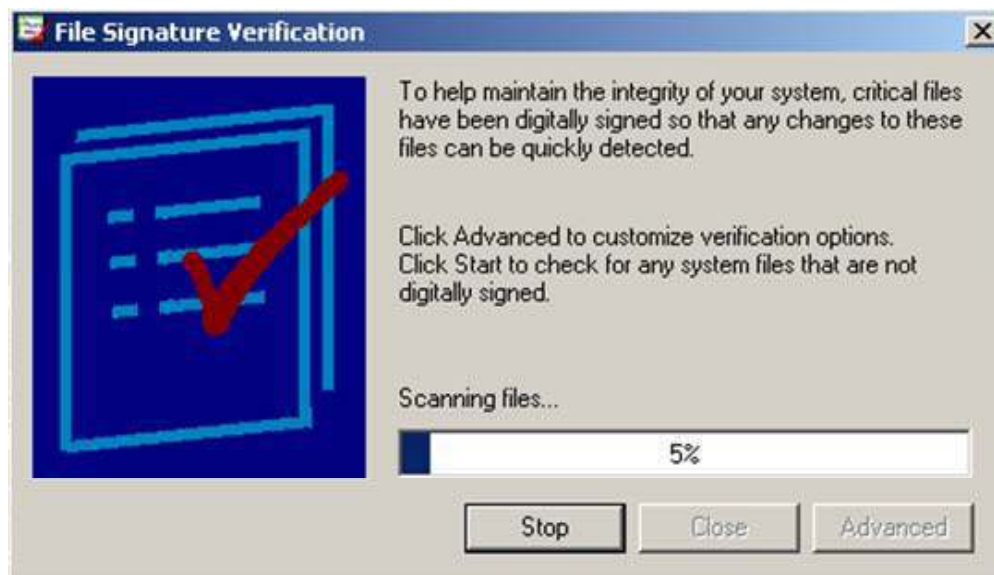 File Signature Verification
To help maintain the integrity of your system, critical files
have been digitally signed so that any changes to these
files can be quickly detected.
Click Advanced to customize verification options.
Click Start to check for any system files that are not
digitally signed.
Scanning files...
5%
Stop
Close
Advanced